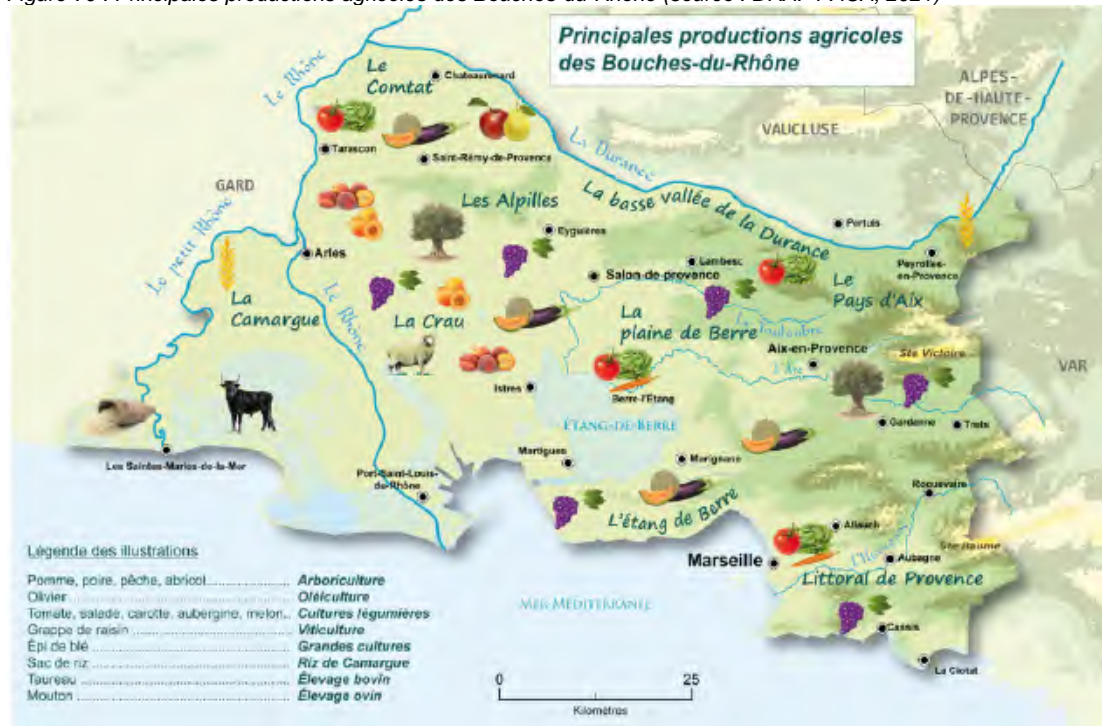 Principales productions agricoles
des Bouches-du-Rhône
Le Rhône
Le
Comtat
Chateaurenard
ALPES-
DE-HAUTE-
PROVENCE
VAUCLUSE
Tarascon
Saint-Rémy-de-Provence
La Durance
GARD
Les Alpilles
La basse vallée de la Durance
Pertuis
Le petit Rhône
Eyguières
Arles
Lambesc
Peyrolles-
en-Provence
Salon-de-provence
Le
Pays d'Aix
La
Camargue
Le Rhône
La Crau
La
plaine de Berre
La Touloubre
Aix-en-Provence
Ste Victoire
l'Arc
VAR
Istres
Berre-l'Étang
ÉTANG-DE-BERRE
Gardanne
Trets
Les Saintes-Maries-de-la-Mer
Martigues
Marignane
Port-Saint-Louis-
de-Rhône
Roquevaire
L'étang de Berre
Allauch
Ste Baume
Marseille
Aubagne
Littoral de Provence
MER MÉDITERRANÉE
Cassis
La Ciotat
Légende des illustrations
Pomme, poire, pêche, abricot Arboriculture
Olivier Oléiculture
Tomate, salade, carotte, aubergine, melon.. Cultures légumières
Grappe de raisin Viticulture
Épi de blé Grandes cultures
Sac de riz Riz de Camargue
Taureau Élevage bovin
Mouton Élevage ovin
0 25
Kilomètres